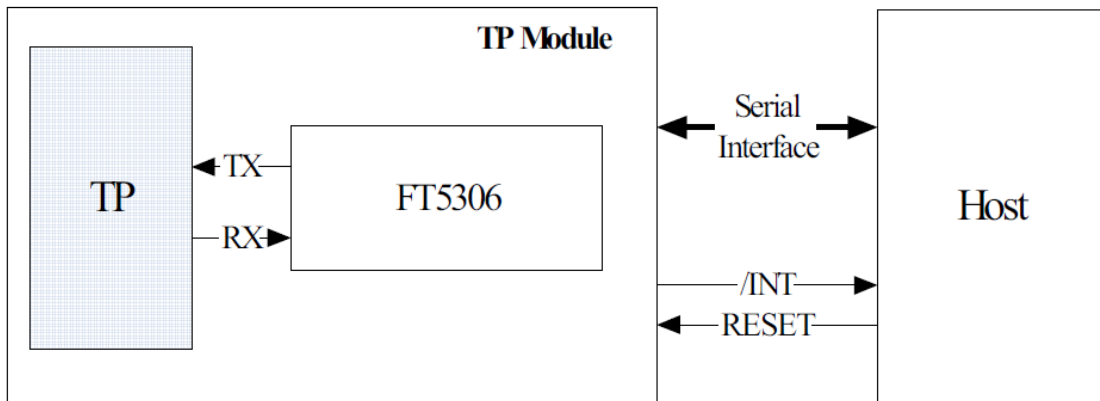 TP Module
TP
TX
RX
FT5306
Serial
Interface
/INT
RESET
Host